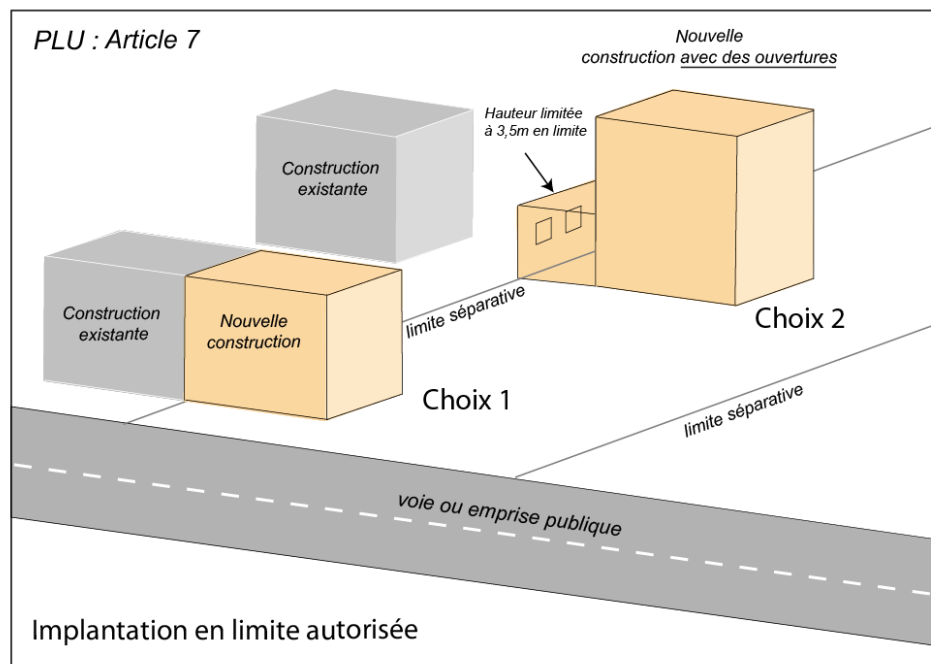 PLU : Article 7
Nouvelle
construction avec des ouvertures
Hauteur limitée
à 3,5m en limite
Construction
existante
Construction
existante
Nouvelle
construction
limite séparative
Choix 2
Choix 1
limite séparative
voie ou emprise publique
Implantation en limite autorisée